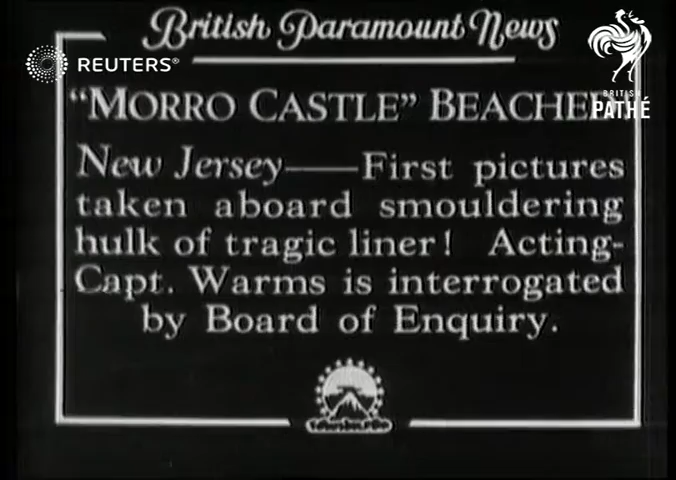 British Paramount News
REUTERS®
BRITISH
PATHÉ
"MORRO CASTLE" BEACHED
New Jersey—First pictures
taken aboard smouldering
hulk of tragic liner! Acting-
Capt. Warms is interrogated
by Board of Enquiry.